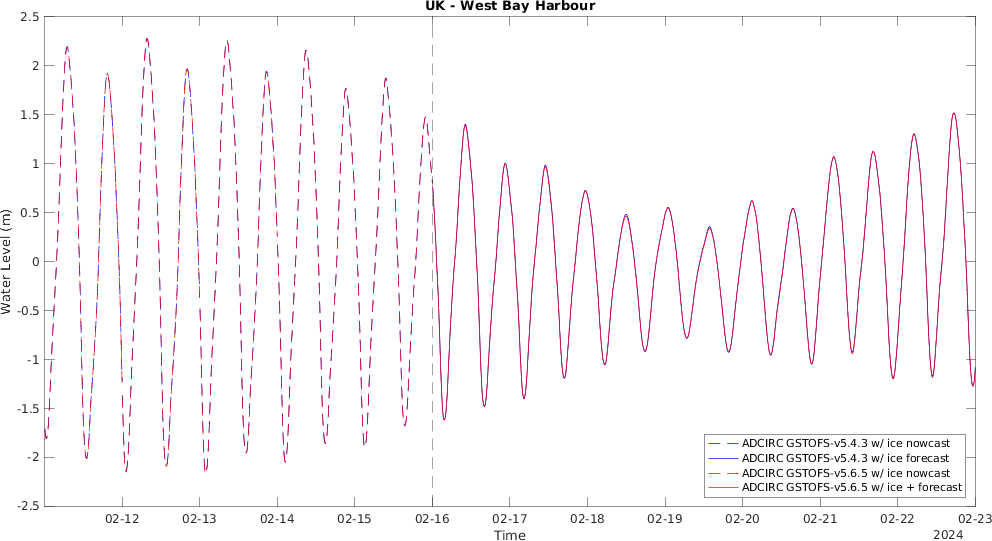 UK - West Bay Harbour
2.5
2
1.5
1
0.5
0
-0.5
-1
-1.5
-2
-2.5
Water Level (m)
ADCIRC GSTOFS-v5.4.3 w/ ice nowcast
ADCIRC GSTOFS-v5.4.3 w/ ice forecast
ADCIRC GSTOFS-v5.6.5 w/ ice nowcast
ADCIRC GSTOFS-v5.6.5 w/ ice + forecast
02-12 02-13 02-14 02-15 02-16 02-17 02-18 02-19 02-20 02-21 02-22 02-23
Time
2024